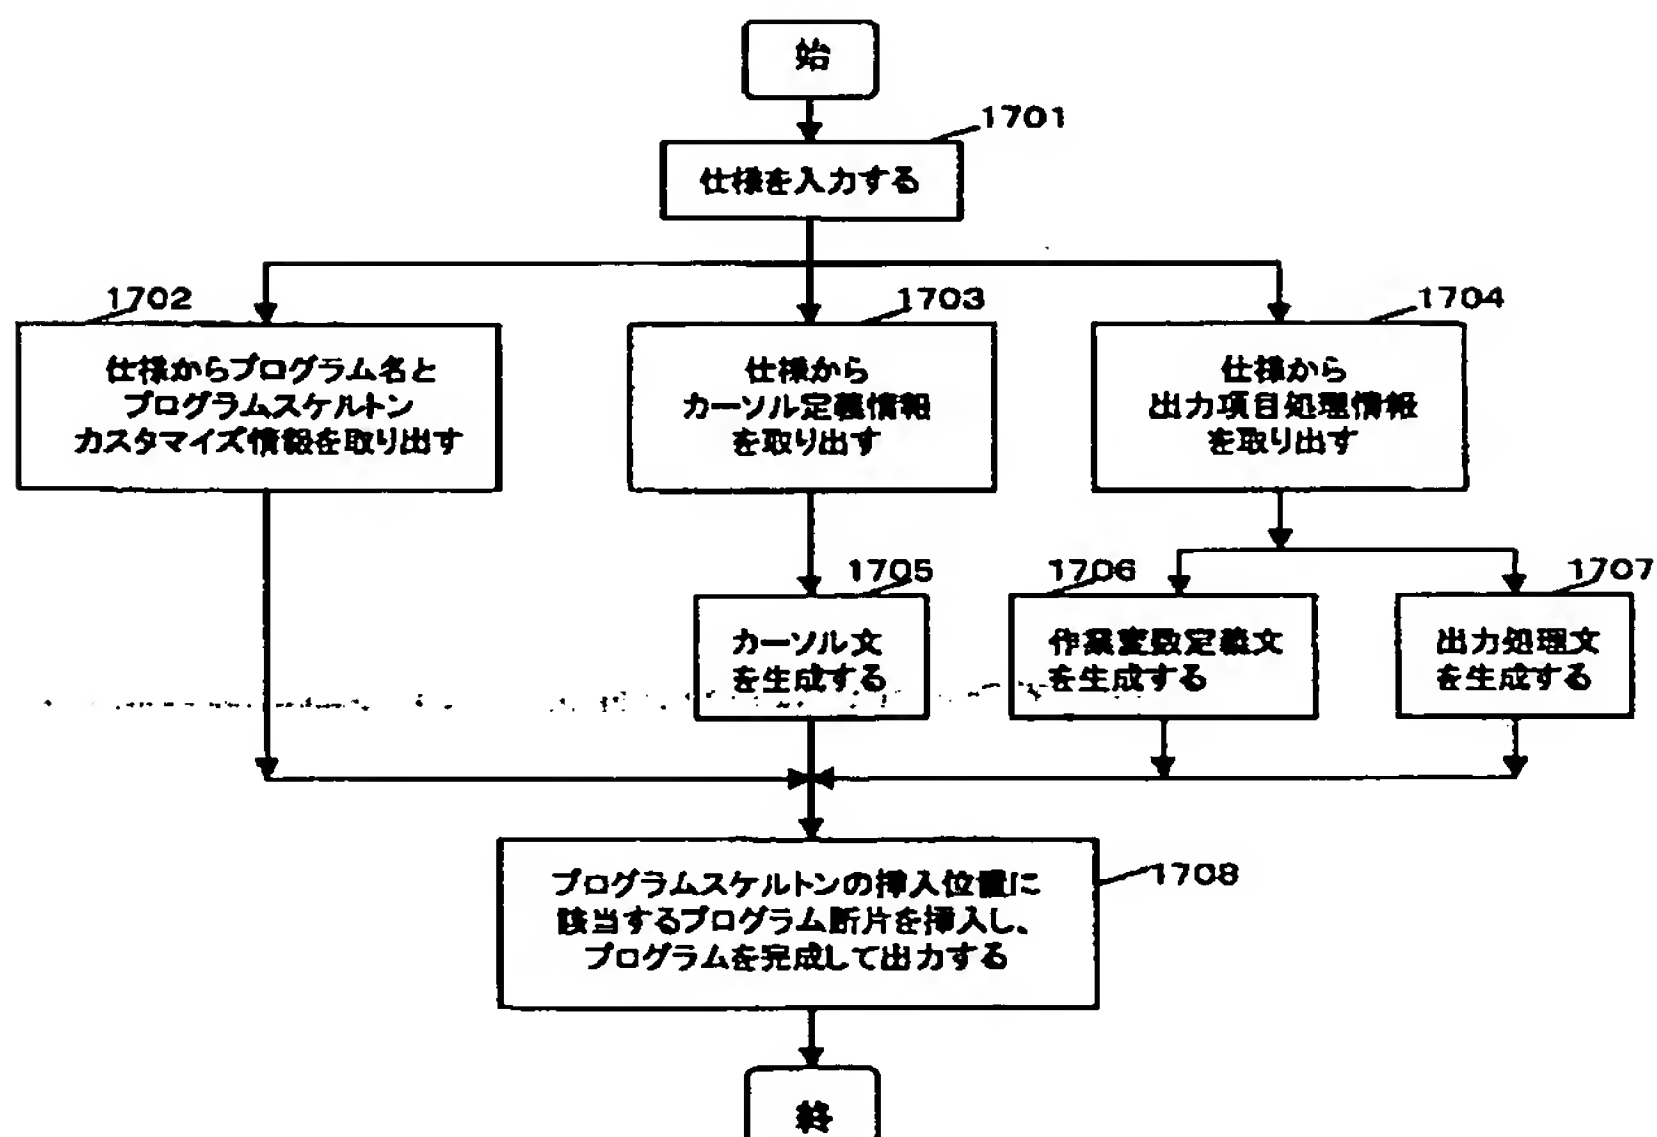 始
1701
仕様を入力する
1702
仕様からプログラム名と
プログラムスケルトン
カスタマイズ情報を取り出す
1703
仕様から
カーソル定義情報
を取り出す
1704
仕様から
出力項目処理情報
を取り出す
1705
カーソル文
を生成する
1706
作業変数定義文
を生成する
1707
出力処理文
を生成する
1708
プログラムスケルトンの挿入位置に
該当するプログラム断片を挿入し、
プログラムを完成して出力する
終